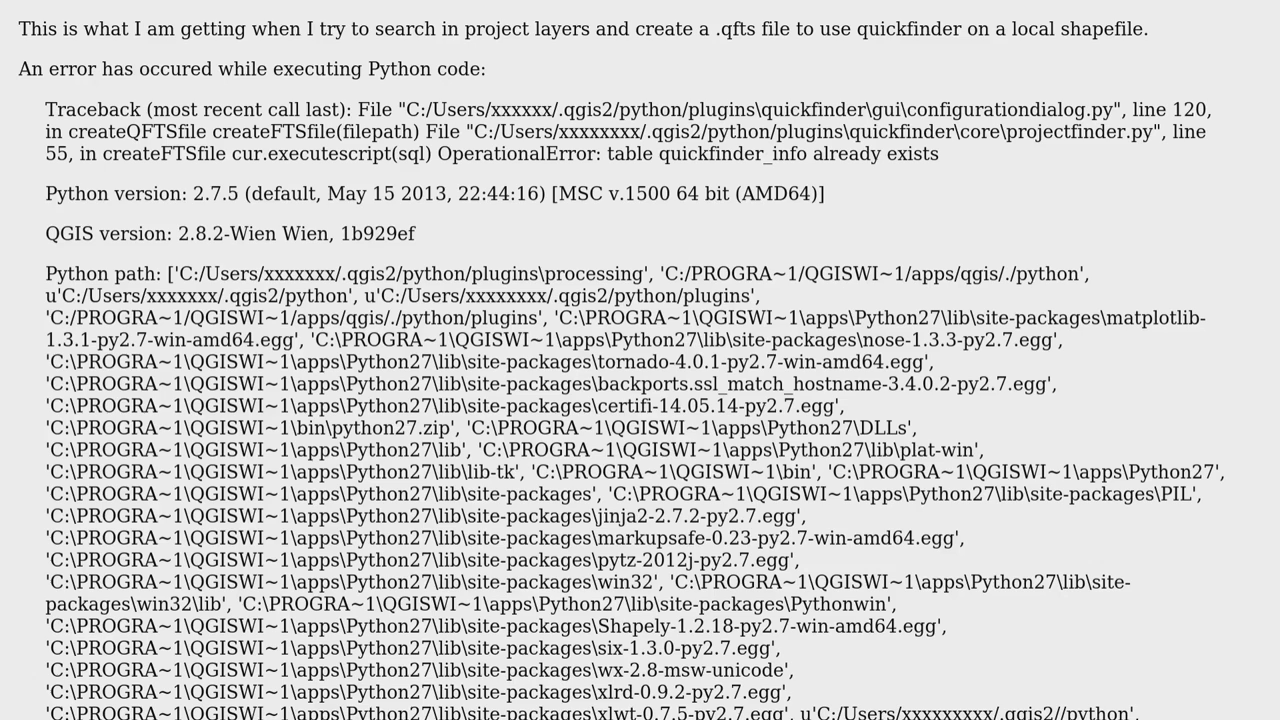 This is what I am getting when I try to search in project layers and create a .qfts file to use quickfinder on a local shapefile.
An error has occured while executing Python code:
Traceback (most recent call last): File "C:/Users/xxxxxx/.qgis2/python/plugins\quickfinder\gui\configurationdialog.py", line 120,
in createQFTSfile createFTSfile(filepath) File "C:/Users/xxxxxxxx/.qgis2/python/plugins\quickfinder\core\projectfinder.py", line
55, in createFTSfile cur.executescript(sql) OperationalError: table quickfinder_info already exists
Python version: 2.7.5 (default, May 15 2013, 22:44:16) [MSC v.1500 64 bit (AMD64)]
QGIS version: 2.8.2-Wien Wien, 1b929ef
Python path: ['C:/Users/xxxxxxx/.qgis2/python/plugins\processing', 'C:/PROGRA~1/QGISWI~1/apps/qgis/./python',
u'C:/Users/xxxxxxx/.qgis2/python', u'C:/Users/xxxxxxxx/.qgis2/python/plugins',
'C:/PROGRA~1/QGISWI~1/apps/qgis/./python/plugins', 'C:\PROGRA~1\QGISWI~1\apps\Python27\lib\site-packages\matplotlib-
1.3.1-py2.7-win-amd64.egg', 'C:\PROGRA~1\QGISWI~1\apps\Python27\lib\site-packages\nose-1.3.3-py2.7.egg',
'C:\PROGRA~1\QGISWI~1\apps\Python27\lib\site-packages\tornado-4.0.1-py2.7-win-amd64.egg',
'C:\PROGRA~1\QGISWI~1\apps\Python27\lib\site-packages\backports.ssl_match_hostname-3.4.0.2-py2.7.egg',
'C:\PROGRA~1\QGISWI~1\apps\Python27\lib\site-packages\certifi-14.05.14-py2.7.egg',
'C:\PROGRA~1\QGISWI~1\bin\python27.zip', 'C:\PROGRA~1\QGISWI~1\apps\Python27\DLLs',
'C:\PROGRA~1\QGISWI~1\apps\Python27\lib', 'C:\PROGRA~1\QGISWI~1\apps\Python27\lib\plat-win',
'C:\PROGRA~1\QGISWI~1\apps\Python27\lib\lib-tk', 'C:\PROGRA~1\QGISWI~1\bin', 'C:\PROGRA~1\QGISWI~1\apps\Python27',
'C:\PROGRA~1\QGISWI~1\apps\Python27\lib\site-packages', 'C:\PROGRA~1\QGISWI~1\apps\Python27\lib\site-packages\PIL',
'C:\PROGRA~1\QGISWI~1\apps\Python27\lib\site-packages\jinja2-2.7.2-py2.7.egg',
'C:\PROGRA~1\QGISWI~1\apps\Python27\lib\site-packages\markupsafe-0.23-py2.7-win-amd64.egg',
'C:\PROGRA~1\QGISWI~1\apps\Python27\lib\site-packages\pytz-2012j-py2.7.egg',
'C:\PROGRA~1\QGISWI~1\apps\Python27\lib\site-packages\win32', 'C:\PROGRA~1\QGISWI~1\apps\Python27\lib\site-
packages\win32\lib', 'C:\PROGRA~1\QGISWI~1\apps\Python27\lib\site-packages\Pythonwin',
'C:\PROGRA~1\QGISWI~1\apps\Python27\lib\site-packages\Shapely-1.2.18-py2.7-win-amd64.egg',
'C:\PROGRA~1\QGISWI~1\apps\Python27\lib\site-packages\six-1.3.0-py2.7.egg',
'C:\PROGRA~1\QGISWI~1\apps\Python27\lib\site-packages\wx-2.8-msw-unicode',
'C:\PROGRA~1\QGISWI~1\apps\Python27\lib\site-packages\xlrd-0.9.2-py2.7.egg',
'C:\PROGRA~1\QGISWI~1\apps\Python27\lib\site-packages\xlwt-0.7.5-py2.7.egg', u'C:/Users/xxxxxxxxx/.qgis2//python',